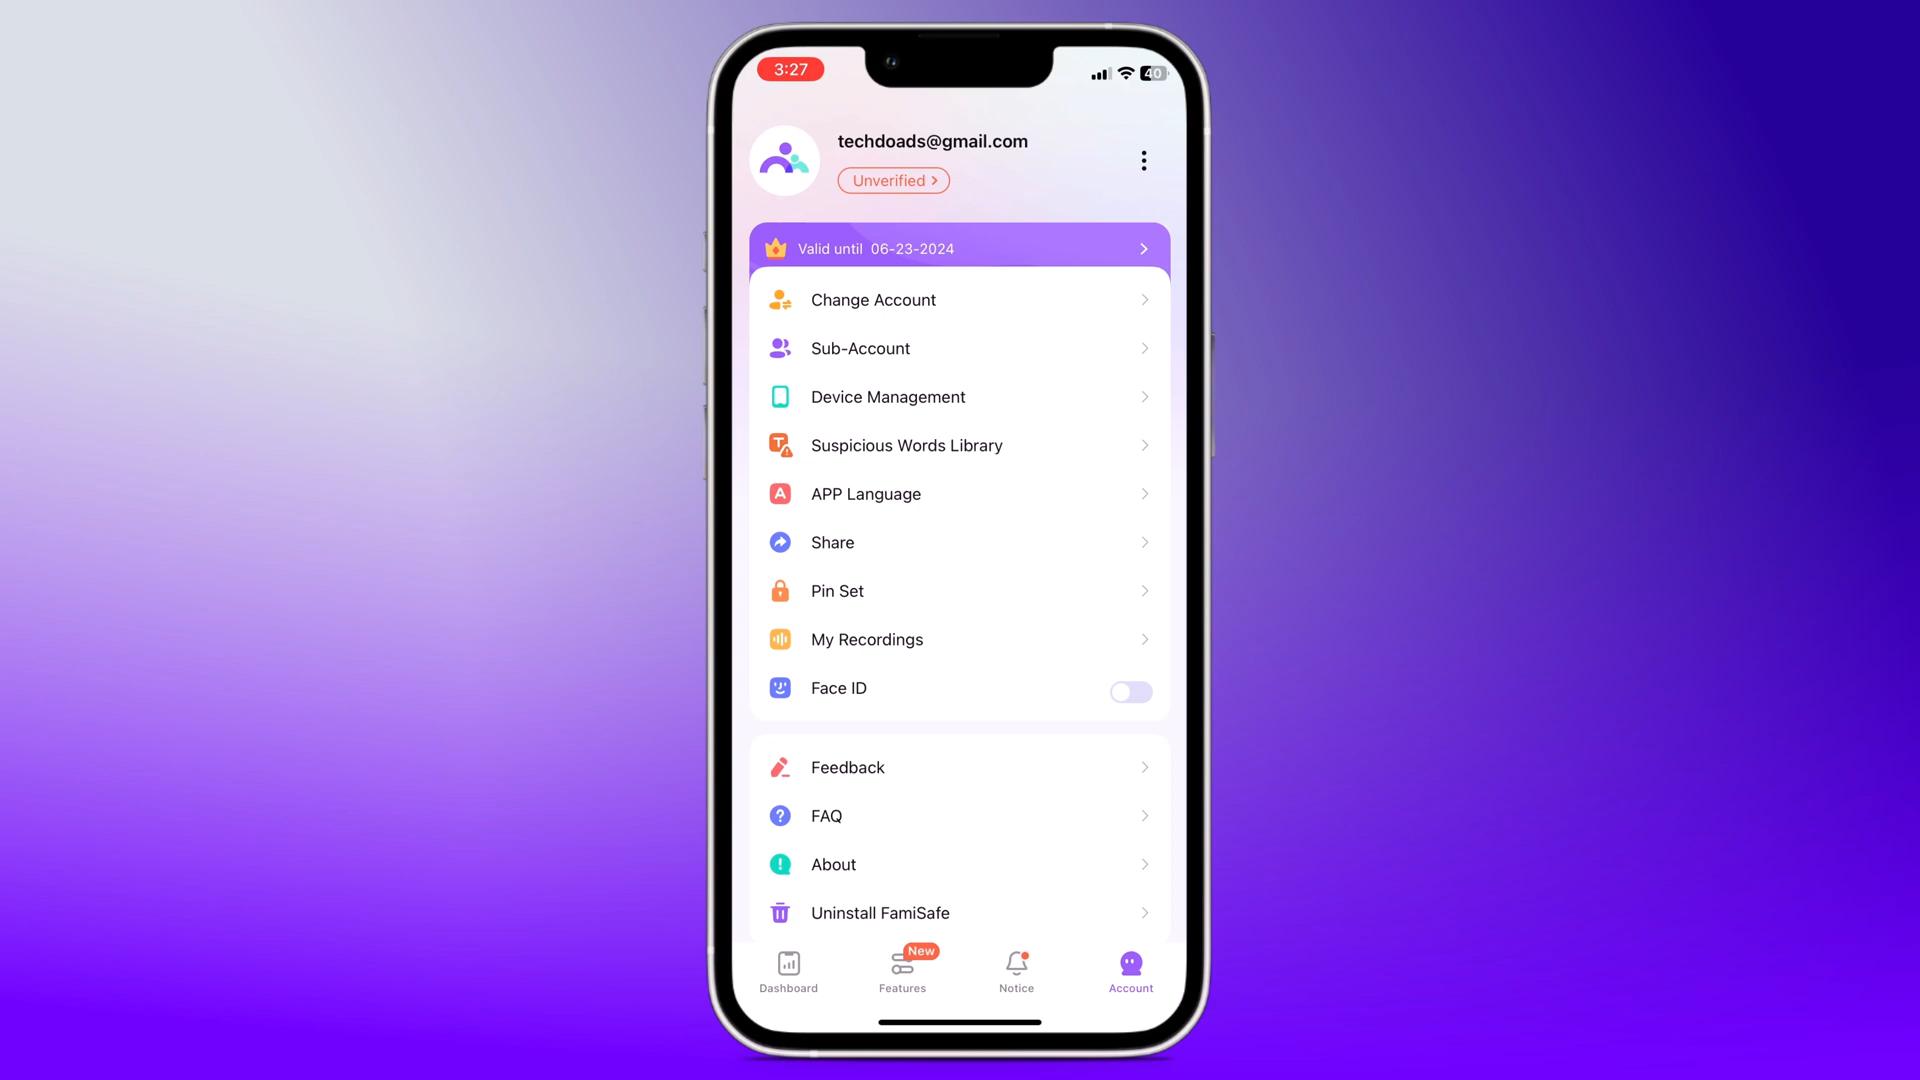 3:27
40
techdoads@gmail.com
Unverified >
Valid until 06-23-2024
Change Account
Sub-Account
Device Management
Suspicious Words Library
APP Language
Share
Pin Set
My Recordings
Face ID
Feedback
FAQ
About
Uninstall FamiSafe
New
Dashboard
Features
Notice
Account